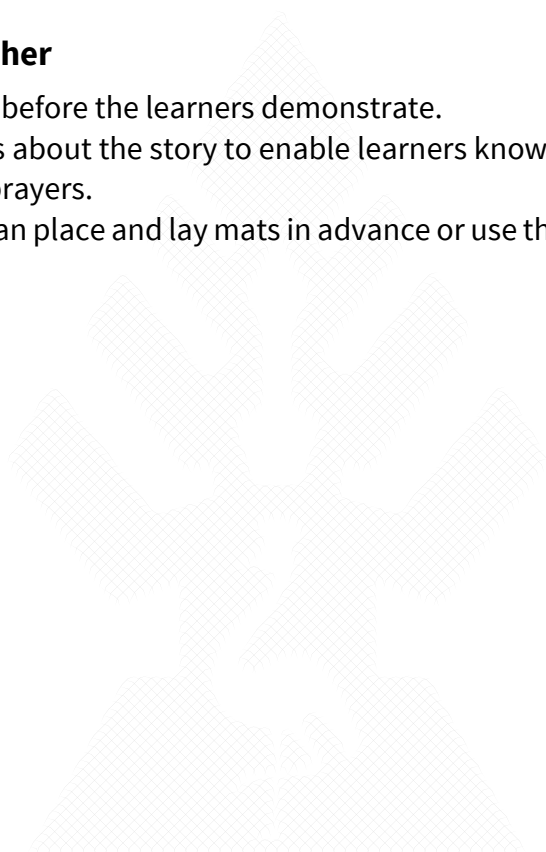 her
before the learners demonstrate.
s about the story to enable learners know
prayers.
an place and lay mats in advance or use th